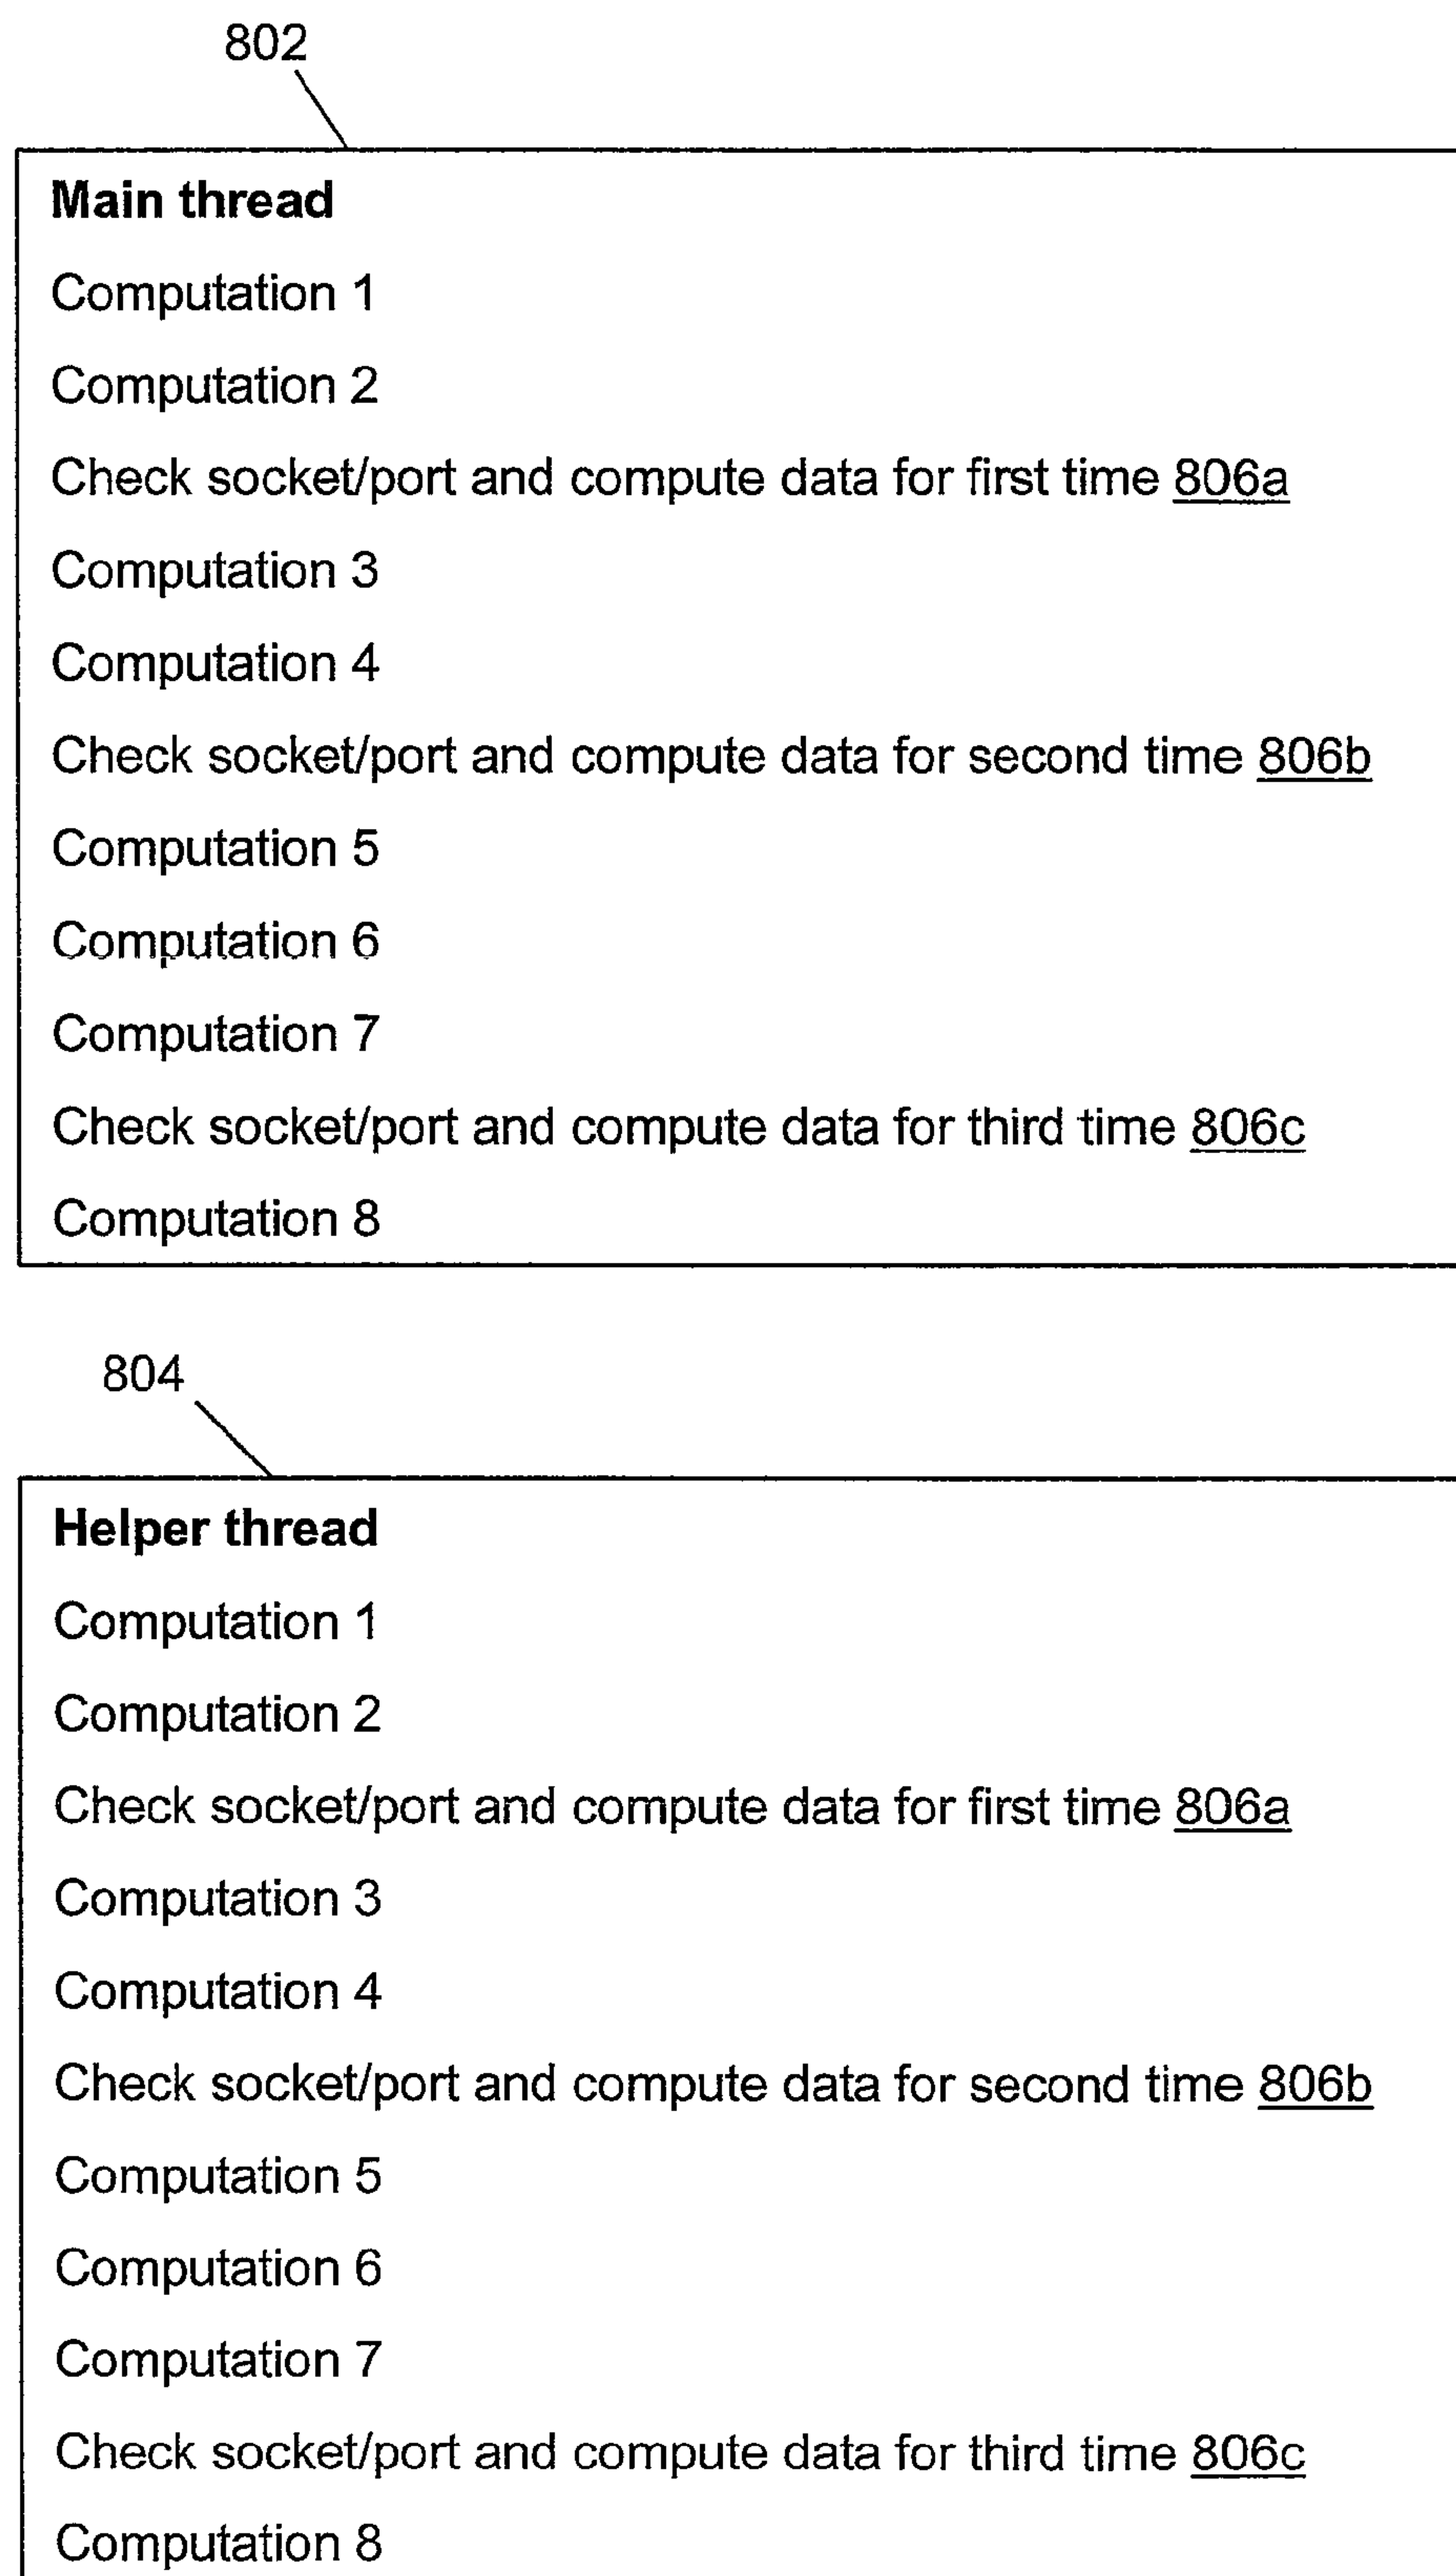 802
Main thread
Computation 1
Computation 2
Check socket/port and compute data for first time 806a
Computation 3
Computation 4
Check socket/port and compute data for second time 806b
Computation 5
Computation 6
Computation 7
Check socket/port and compute data for third time 806c
Computation 8
804
Helper thread
Computation 1
Computation 2
Check socket/port and compute data for first time 806a
Computation 3
Computation 4
Check socket/port and compute data for second time 806b
Computation 5
Computation 6
Computation 7
Check socket/port and compute data for third time 806c
Computation 8